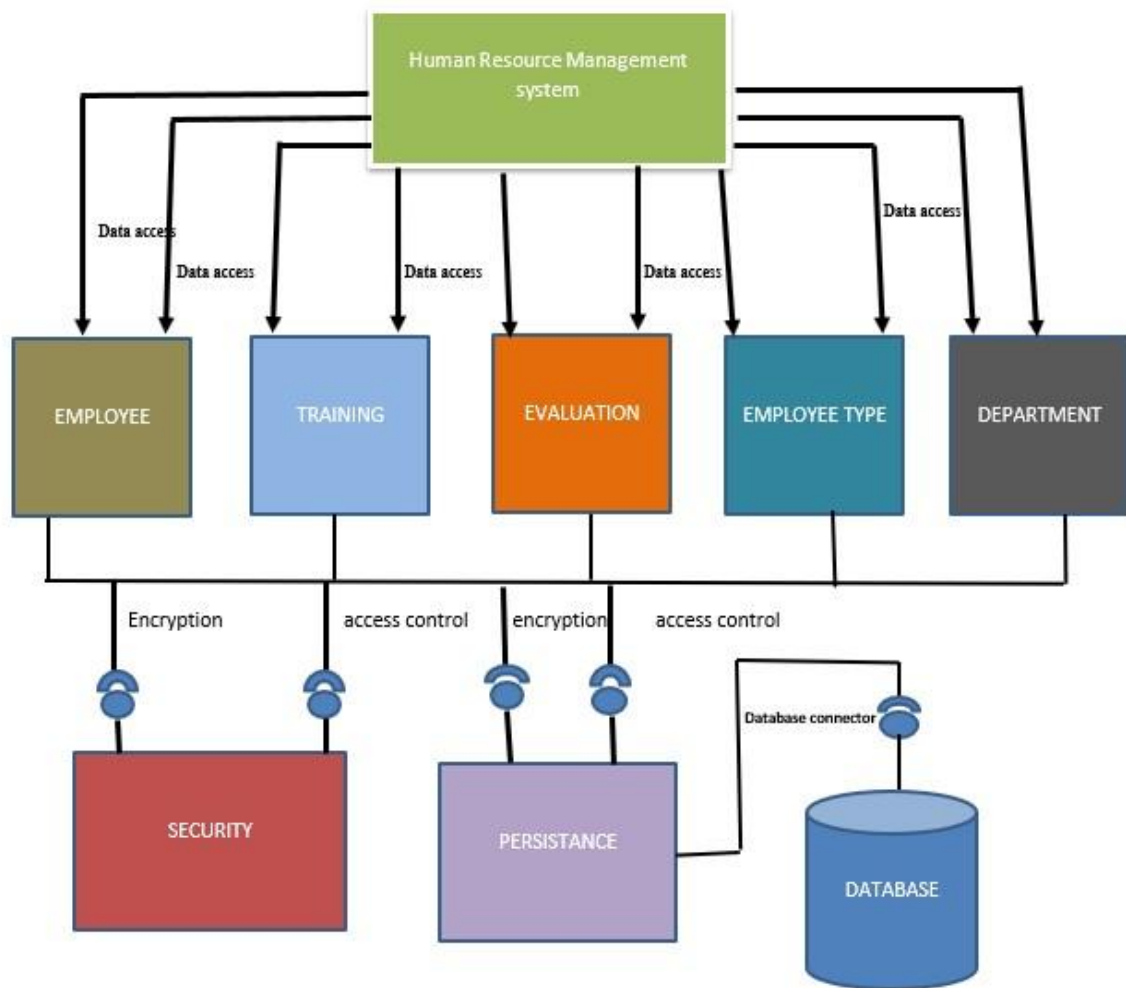 Human Resource Management
system
Data access
Data access
Data access
Data access
Data access
EMPLOYEE
TRAINING
EVALUATION
EMPLOYEE TYPE
DEPARTMENT
Encryption
access control
encryption
access control
Database connector
SECURITY
PERSISTANCE
DATABASE